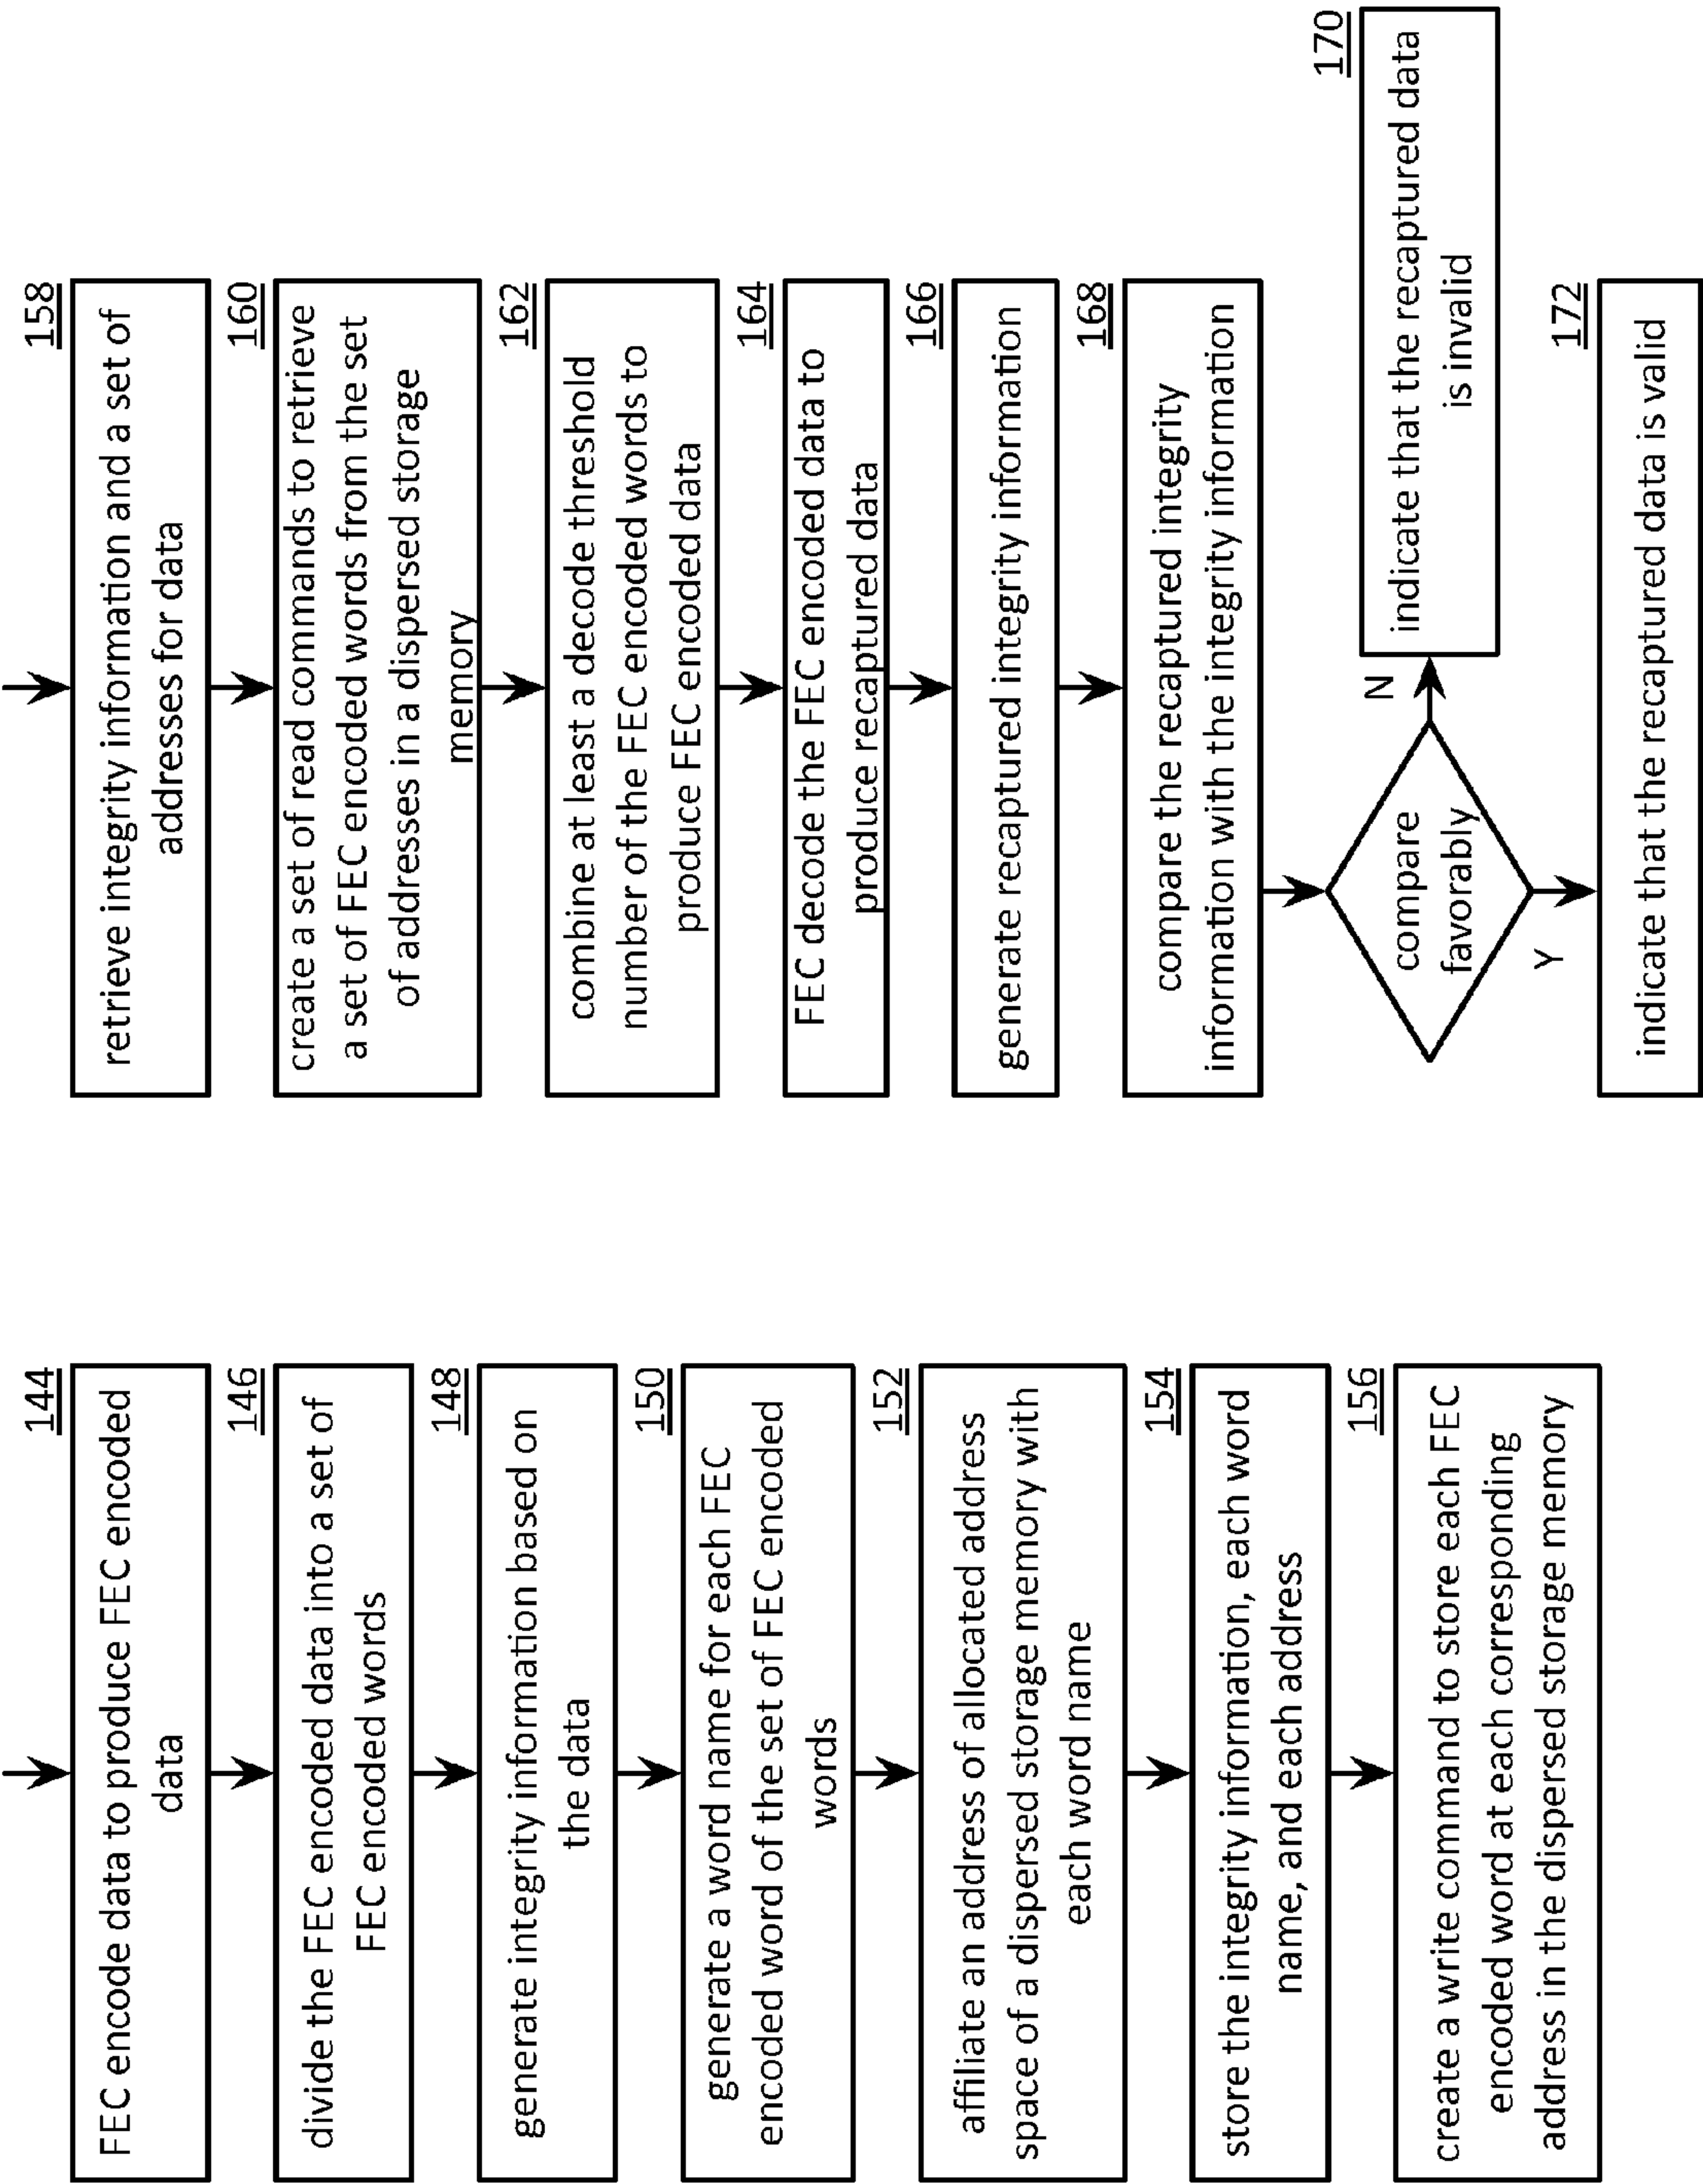 144
FEC encode data to produce FEC encoded
data
146
divide the FEC encoded data into a set of
FEC encoded words
148
generate integrity information based on
the data
150
generate a word name for each FEC
encoded word of the set of FEC encoded
words
152
affiliate an address of allocated address
space of a dispersed storage memory with
each word name
154
store the integrity information, each word
name, and each address
156
create a write command to store each FEC
encoded word at each corresponding
address in the dispersed storage memory
158
retrieve integrity information and a set of
addresses for data
160
create a set of read commands to retrieve
a set of FEC encoded words from the set
of addresses in a dispersed storage
memory
162
combine at least a decode threshold
number of the FEC encoded words to
produce FEC encoded data
164
FEC decode the FEC encoded data to
produce recaptured data
166
generate recaptured integrity information
168
compare the recaptured integrity
information with the integrity information
compare
favorably
N
Y
170
indicate that the recaptured data
is invalid
172
indicate that the recaptured data is valid